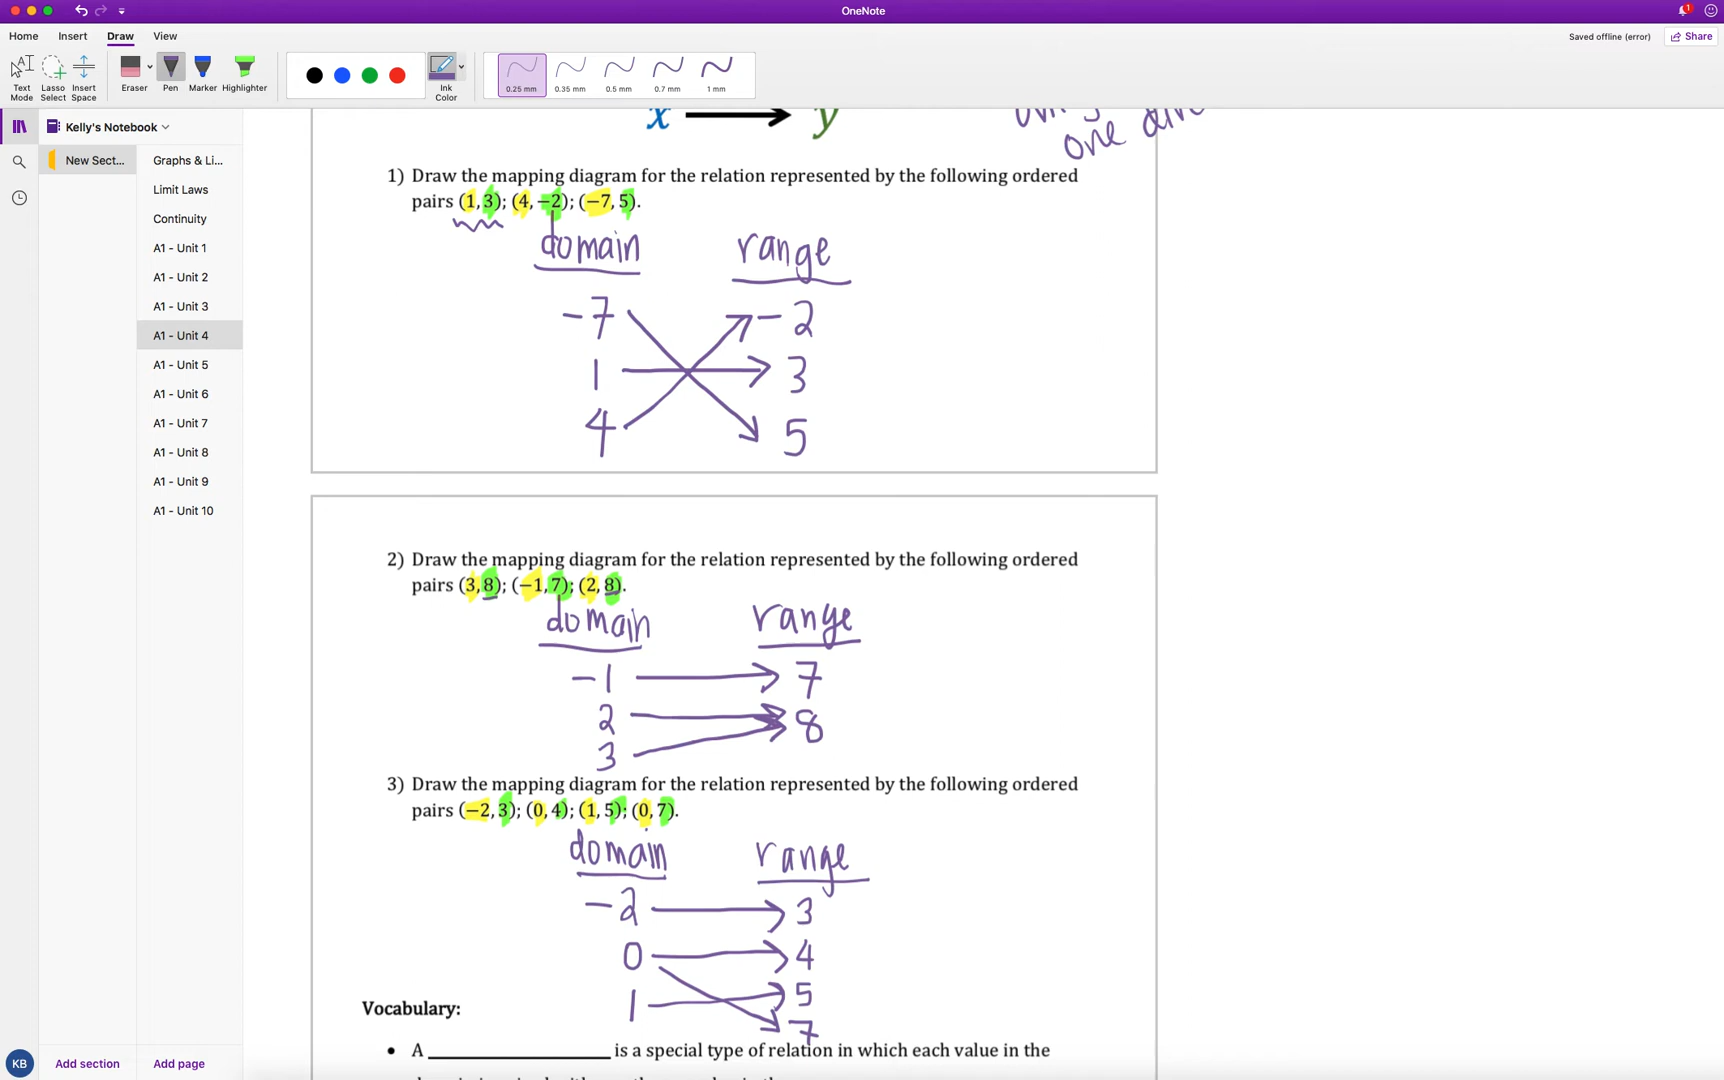 OneNote
1
Home Insert Draw View
Saved offline (error) Share
Text Mode Lasso Select Insert Space Eraser Pen Marker Highlighter Ink Color 0.25 mm 0.35 mm 0.5 mm 0.7 mm 1 mm
Kelly's Notebook
New Sect...
Graphs & Li...
Limit Laws
Continuity
A1 - Unit 1
A1 - Unit 2
A1 - Unit 3
A1 - Unit 4
A1 - Unit 5
A1 - Unit 6
A1 - Unit 7
A1 - Unit 8
A1 - Unit 9
A1 - Unit 10
KB
Add section Add page
x y
one
1) Draw the mapping diagram for the relation represented by the following ordered
pairs (1, 3); (4, −2); (−7, 5).
domain range
-7 -2
1 3
4 5
2) Draw the mapping diagram for the relation represented by the following ordered
pairs (3, 8); (−1, 7); (2, 8).
domain range
-1 7
2 8
3
3) Draw the mapping diagram for the relation represented by the following ordered
pairs (−2, 3); (0, 4); (1, 5); (0, 7).
domain range
-2 3
0 4
1 5
7
Vocabulary:
• A ____________________ is a special type of relation in which each value in the